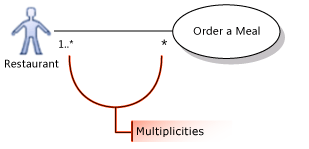 Order a Meal
1..*
*
Restaurant
Multiplicities